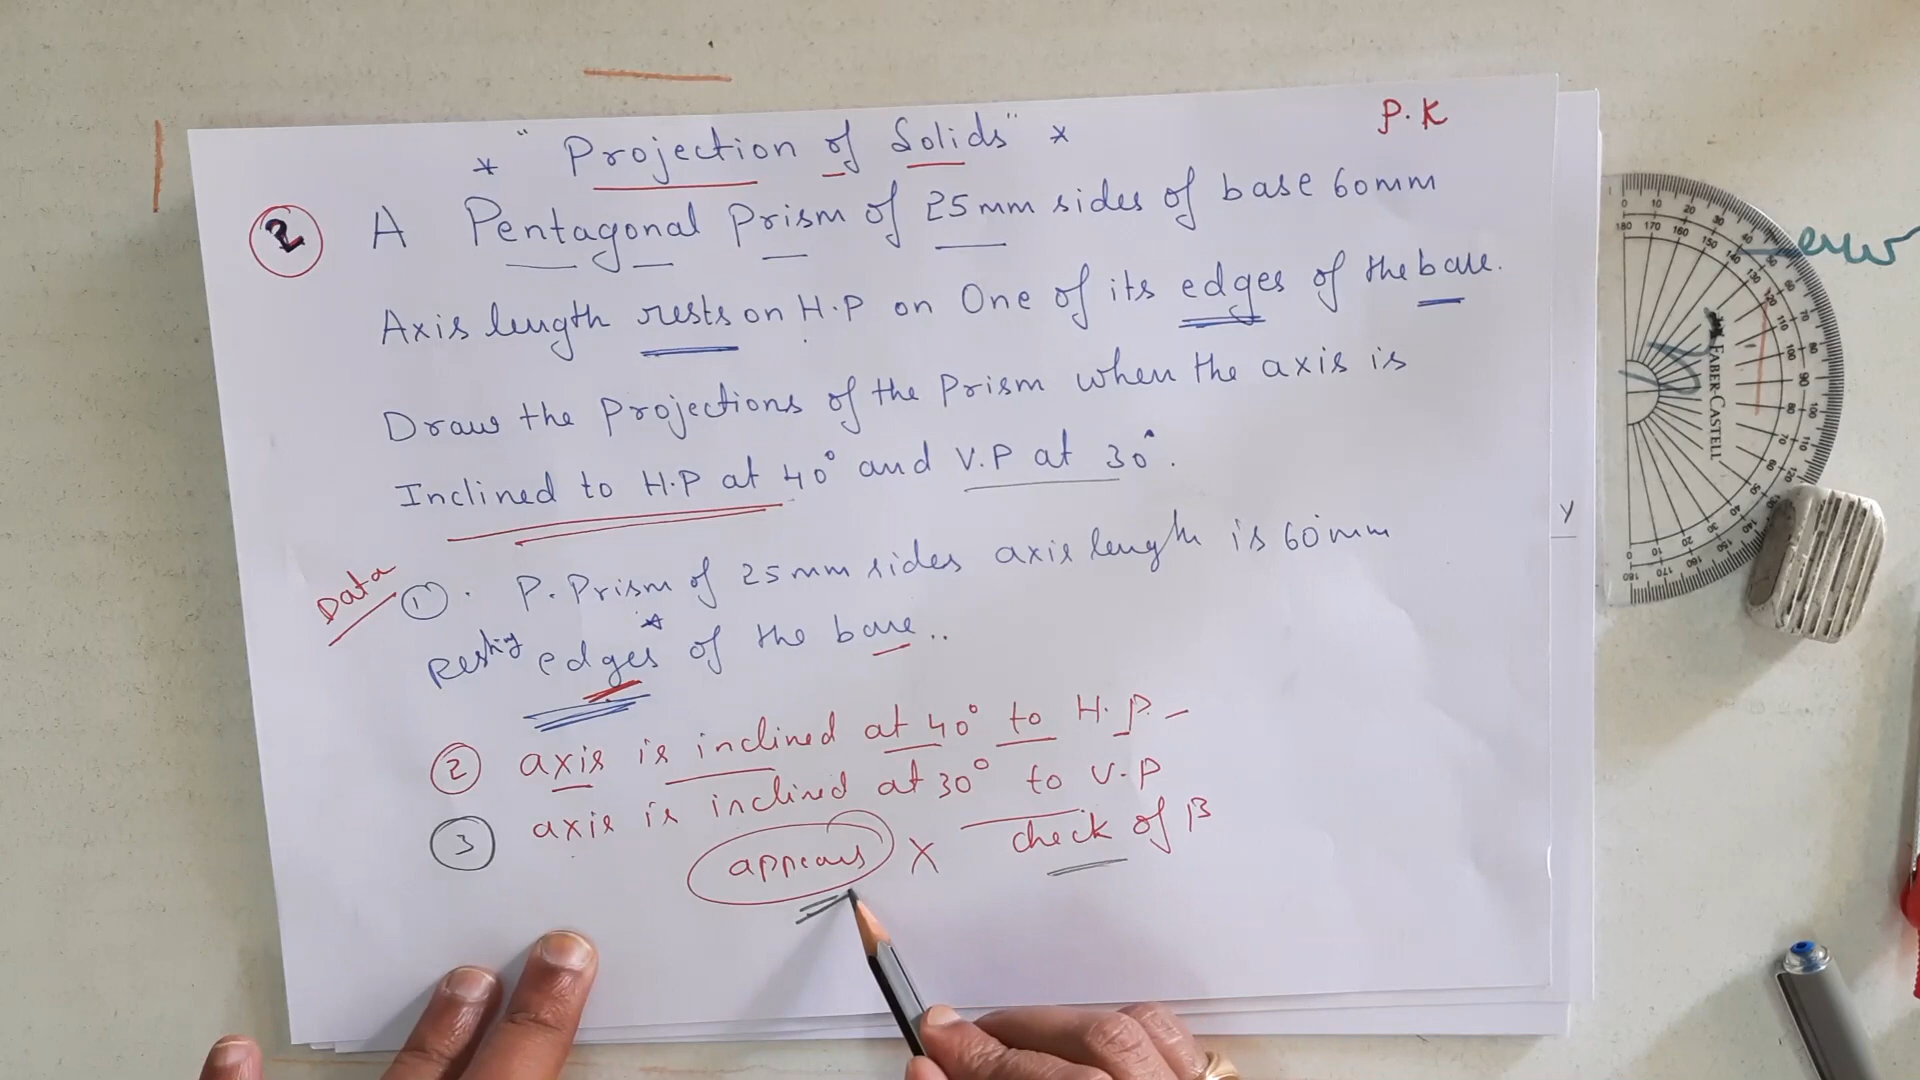 P.K
* "Projection of Solids" *
2 A Pentagonal Prism of 25mm sides of base 60mm
Axis length rests on H.P on One of its edges of the base.
Draw the Projections of the Prism when the axis is
Inclined to H.P at 40° and V.P at 30°.
Data
1. P. Prism of 25mm sides axis length is 60mm
Resting edges of the base..
2 axis is inclined at 40° to H.P-
3 axis is inclined at 30° to V.P
appears X check of β
Y
FABER-CASTELL